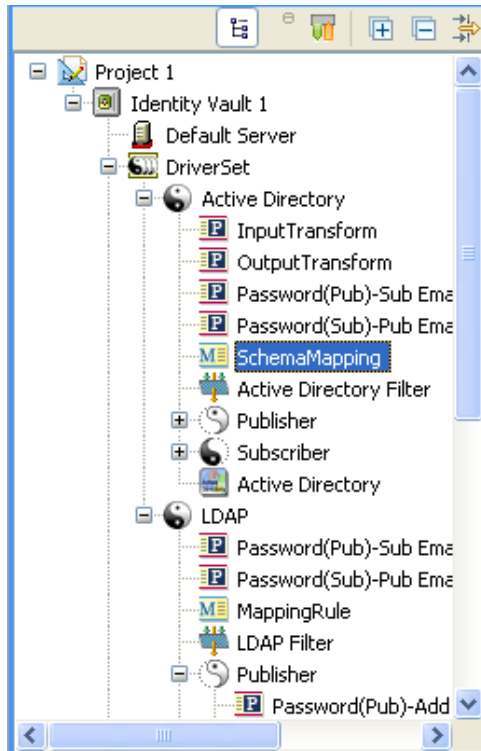 Project 1
Identity Vault 1
Default Server
DriverSet
Active Directory
P InputTransform
P OutputTransform
P Password(Pub)-Sub Ema
P Password(Sub)-Pub Ema
M SchemaMapping
Active Directory Filter
Publisher
Subscriber
Active Directory
LDAP
P Password(Pub)-Sub Ema
P Password(Sub)-Pub Ema
M MappingRule
LDAP Filter
Publisher
P Password(Pub)-Add